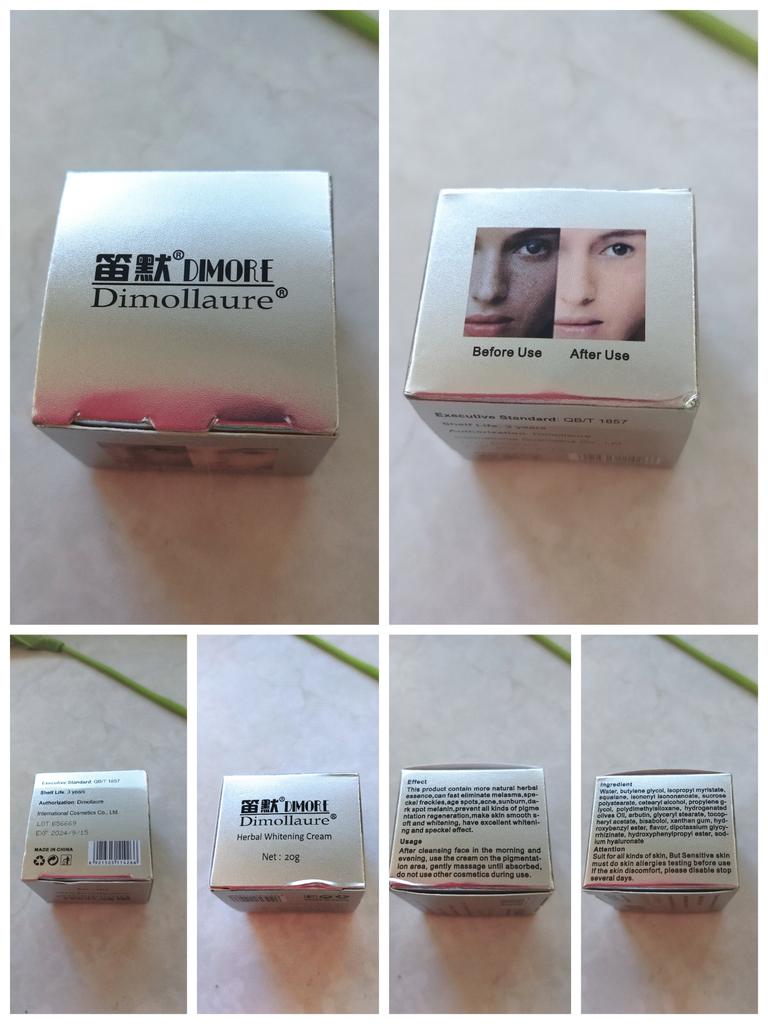 笛默® DIMORE
Dimollaure®
Before Use After Use
Executive Standard: QB/T 1857
Shelf Life: 3 years
Authorization: Dimollaure
Executive Standard: QB/T 1857
Shelf Life: 3 years
Authorization: Dimollaure
International Cosmetics Co., Ltd.
LOT: B56669
EXP: 2024/9/15
MADE IN CHINA
笛默® DIMORE
Dimollaure®
Herbal Whitening Cream
Net : 20g
Effect
This product contain more natural herbal
essence,can fast eliminate melasma,spe-
ckel freckles,age spots,acne,sunburn,da-
rk spot melanin,prevent all kinds of pigme
ntation regeneration,make skin smooth s-
oft and whitening, have excellent whiteni-
ng and speckel effect.
Usage
After cleansing face in the morning and
evening, use the cream on the pigmentat-
ion area, gently massage until absorbed,
do not use other cosmetics during use.
Ingredient
Water, butylene glycol, isopropyl myristate,
squalane, isononyl isononanoate, sucrose
polystearate, cetearyl alcohol, propylene g-
lycol, polydimethylsiloxane, hydrogenated
olives Oil, arbutin, glyceryl stearate, tocop-
heryl acetate, bisabolol, xanthan gum, hyd-
roxybenzyl ester, flavor, dipotassium glycy-
rrhizinate, hydroxyphenylpropyl ester, sod-
ium hyaluronate
Attention
Suit for all kinds of skin, But Sensitive skin
must do skin allergies testing before use
If the skin discomfort, please disable stop
several days.